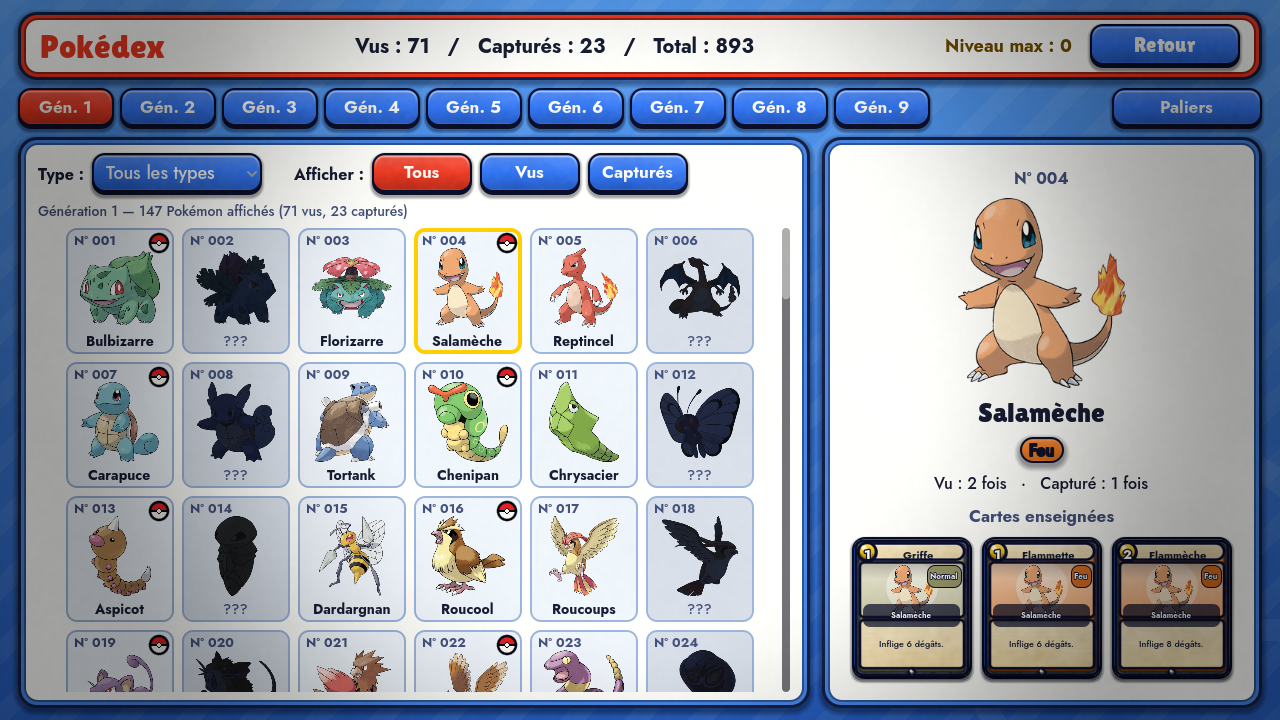 Pokédex
Vus : 71 / Capturés : 23 / Total : 893
Niveau max : 0
Retour
Gén. 1
Gén. 2
Gén. 3
Gén. 4
Gén. 5
Gén. 6
Gén. 7
Gén. 8
Gén. 9
Paliers
Type :
Tous les types
Afficher :
Tous
Vus
Capturés
Génération 1 — 147 Pokémon affichés (71 vus, 23 capturés)
N° 001
N° 002
N° 003
N° 004
N° 005
N° 006
Bulbizarre
???
Florizarre
Salamèche
Reptincel
???
N° 007
N° 008
N° 009
N° 010
N° 011
N° 012
Carapuce
???
Tortank
Chenipan
Chrysacier
???
N° 013
N° 014
N° 015
N° 016
N° 017
N° 018
Aspicot
???
Dardargnan
Roucool
Roucoups
???
N° 019
N° 020
N° 021
N° 022
N° 023
N° 024
N° 004
Salamèche
Feu
Vu : 2 fois · Capturé : 1 fois
Cartes enseignées
1
Griffe
Normal
Salamèche
Inflige 6 dégâts.
1
Flammette
Feu
Salamèche
Inflige 6 dégâts.
2
Flammèche
Feu
Salamèche
Inflige 8 dégâts.